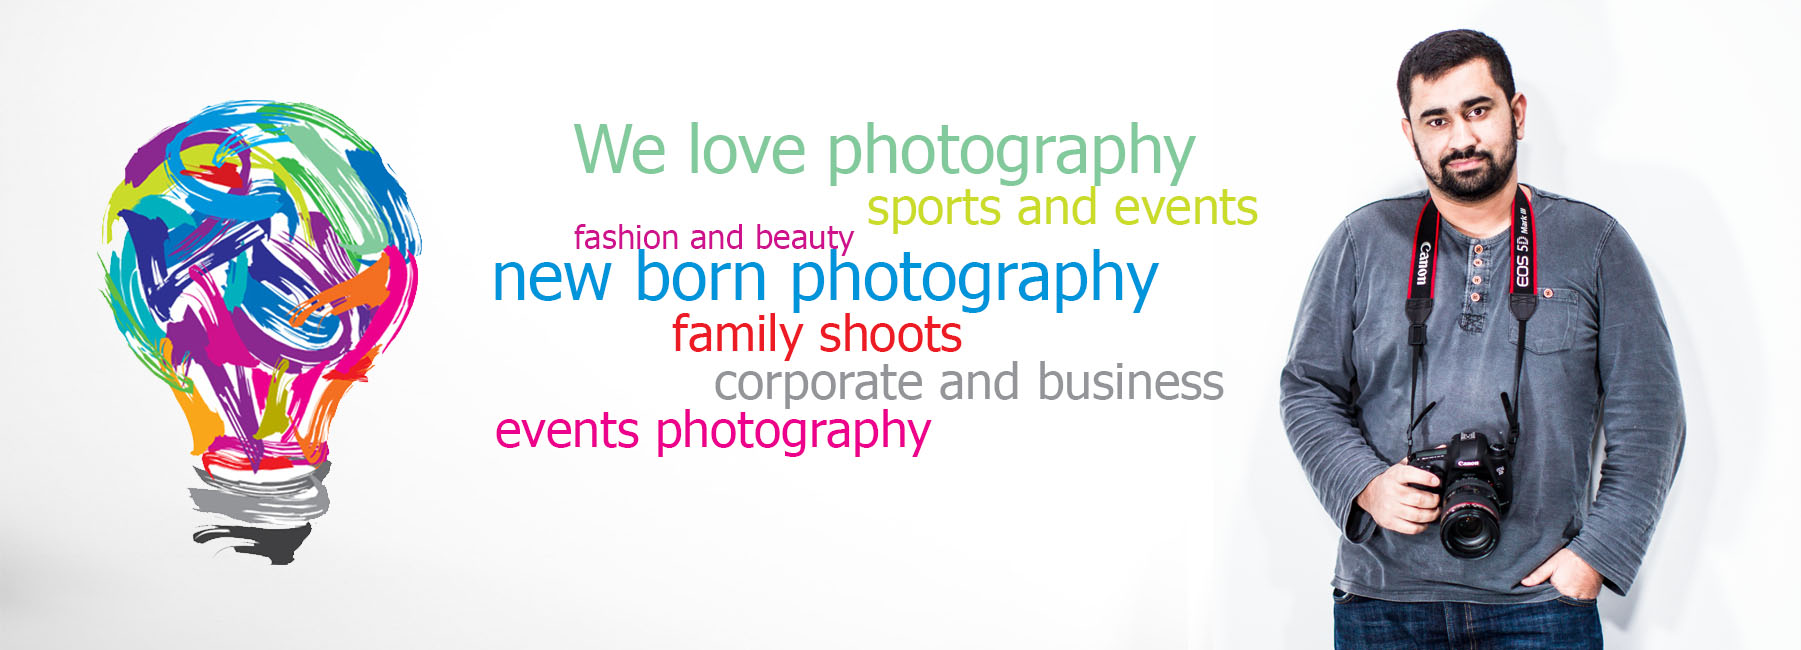 We love photography
sports and events
fashion and beauty
new born photography
family shoots
corporate and business
events photography
Canon
EOS 5D Mark III
Canon